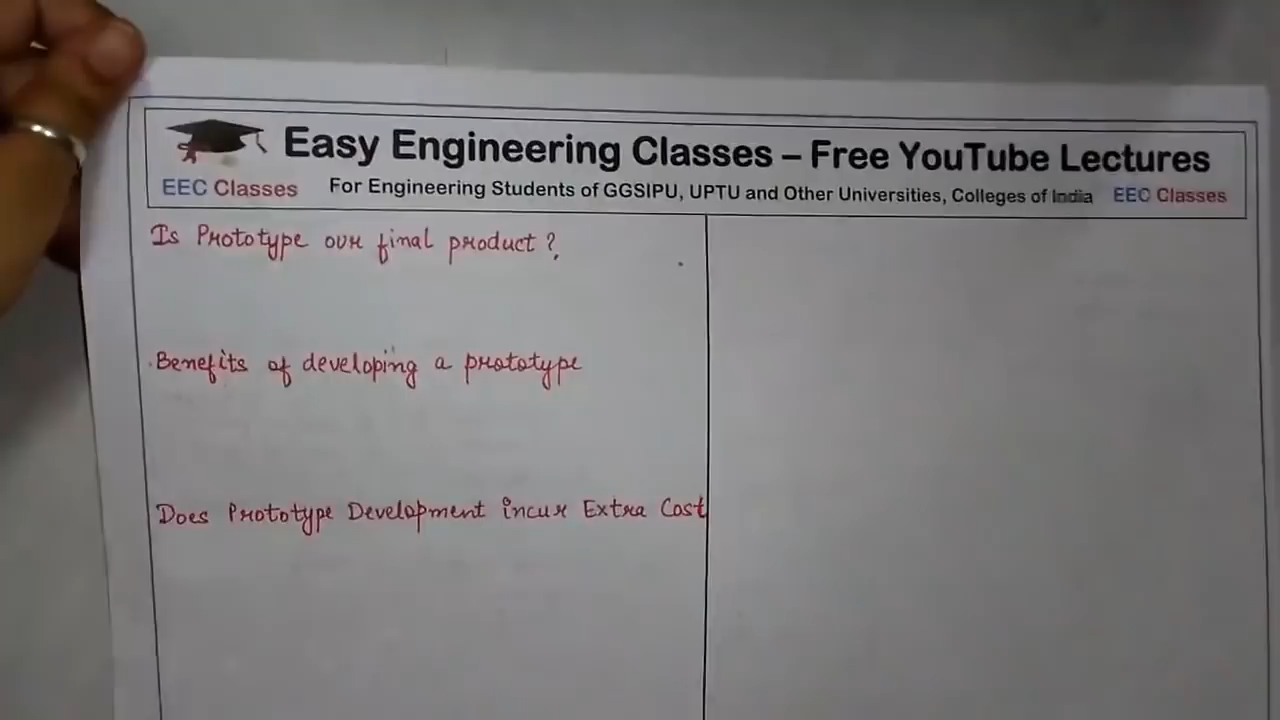 Easy Engineering Classes – Free YouTube Lectures
EEC Classes For Engineering Students of GGSIPU, UPTU and Other Universities, Colleges of India EEC Classes
Is Prototype our final product ?
Benefits of developing a prototype
Does Prototype Development incur Extra Cost